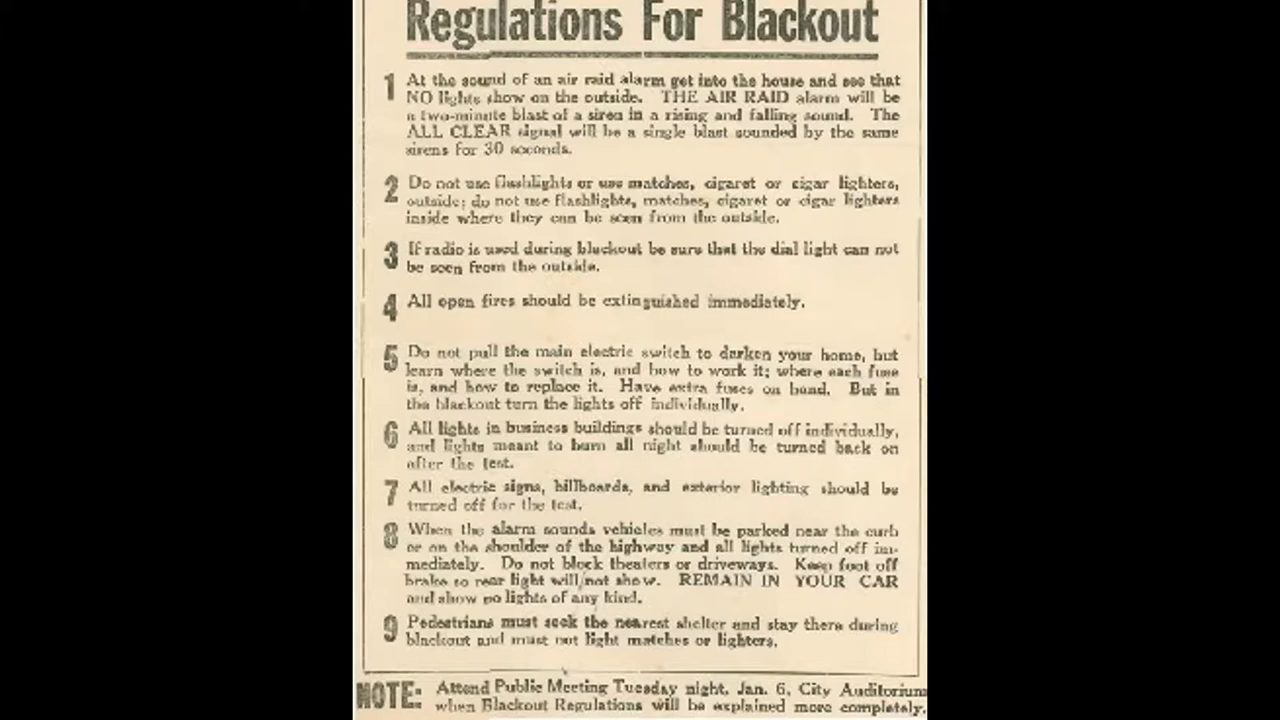 Regulations For Blackout
1 At the sound of an air raid alarm get into the house and see that
NO lights show on the outside. THE AIR RAID alarm will be
a two-minute blast of a siren in a rising and falling sound. The
ALL CLEAR signal will be a single blast sounded by the same
sirens for 30 seconds.
2 Do not use flashlights or use matches, cigaret or cigar lighters,
outside; do not use flashlights, matches, cigaret or cigar lighters
inside where they can be seen from the outside.
3 If radio is used during blackout be sure that the dial light can not
be seen from the outside.
4 All open fires should be extinguished immediately.
5 Do not pull the main electric switch to darken your home, but
learn where the switch is, and how to work it; where each fuse
is, and how to replace it. Have extra fuses on hand. But in
the blackout turn the lights off individually.
6 All lights in business buildings should be turned off individually,
and lights meant to burn all night should be turned back on
after the test.
7 All electric signs, billboards, and exterior lighting should be
turned off for the test.
8 When the alarm sounds vehicles must be parked near the curb
or on the shoulder of the highway and all lights turned off im-
mediately. Do not block theaters or driveways. Keep foot off
brake so rear light will not show. REMAIN IN YOUR CAR
and show no lights of any kind.
9 Pedestrians must seek the nearest shelter and stay there during
blackout and must not light matches or lighters.
NOTE: Attend Public Meeting Tuesday night, Jan. 6, City Auditorium
when Blackout Regulations will be explained more completely.